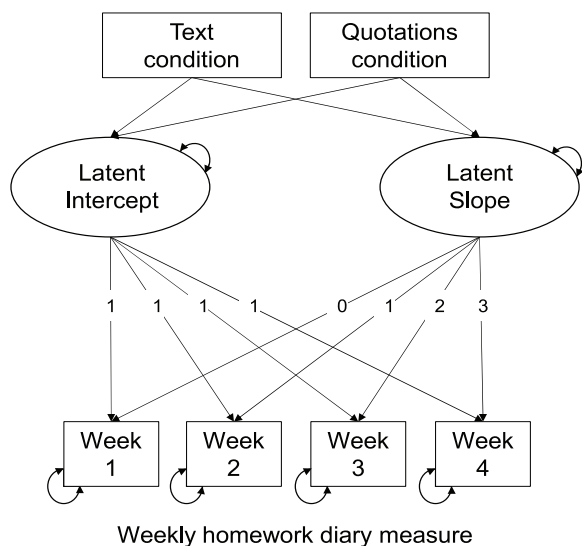 Text
condition
Quotations
condition
Latent
Intercept
Latent
Slope
1 1 1 1 0 1 2 3
Week
1
Week
2
Week
3
Week
4
Weekly homework diary measure